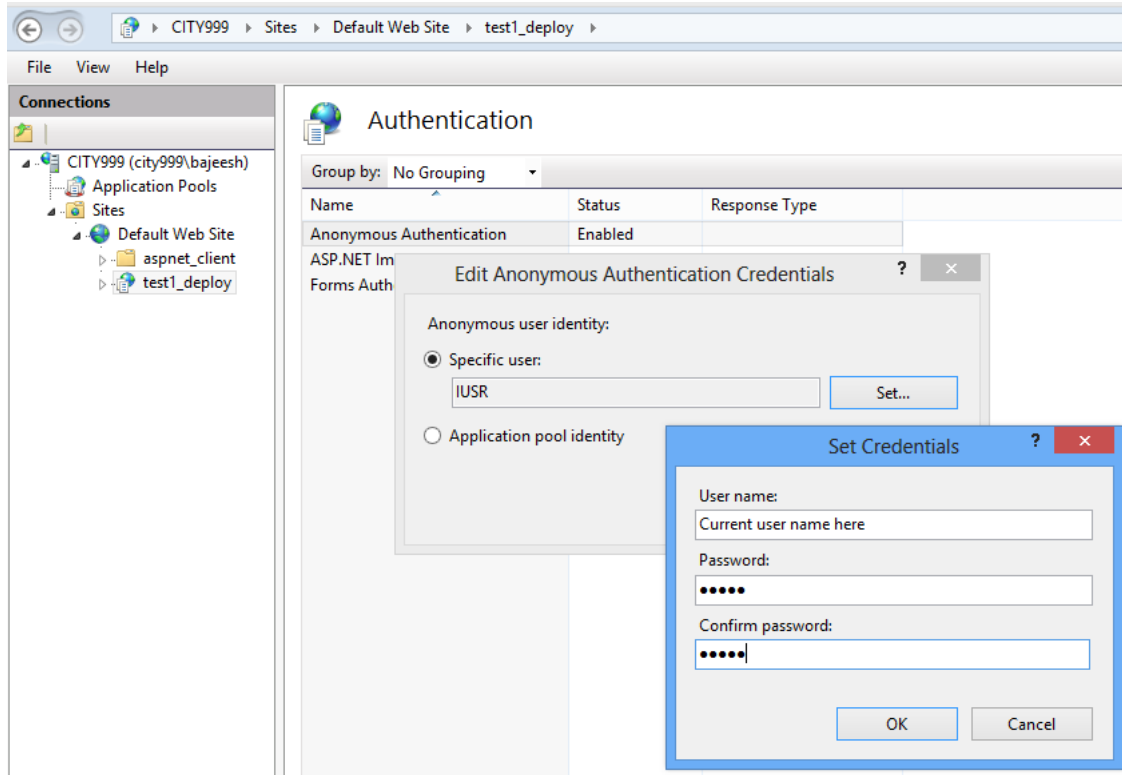 CITY999 Sites Default Web Site test1_deploy
File View Help
Connections
CITY999 (city999\bajeesh)
Application Pools
Sites
Default Web Site
aspnet_client
test1_deploy
Authentication
Group by: No Grouping
Name Status Response Type
Anonymous Authentication Enabled
ASP.NET Im
Forms Auth
Edit Anonymous Authentication Credentials ?
Anonymous user identity:
Specific user:
IUSR Set...
Application pool identity
Set Credentials ?
User name:
Current user name here
Password:
•••••
Confirm password:
•••••
OK Cancel